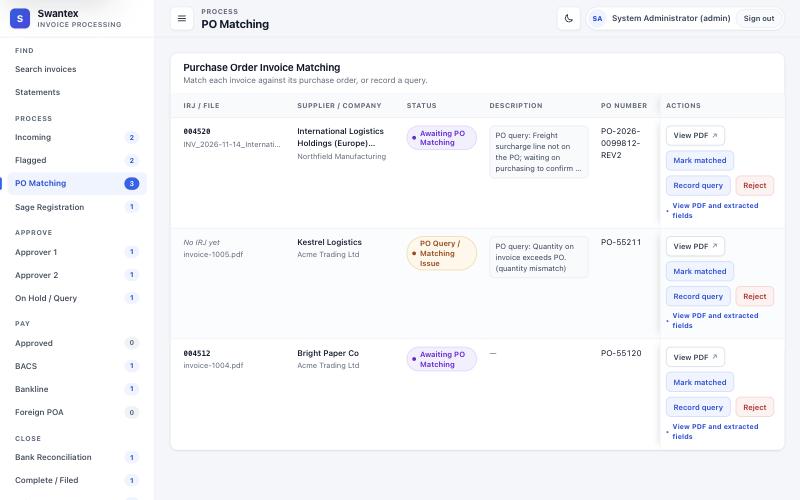 S
Swantex
INVOICE PROCESSING
FIND
Search invoices
Statements
PROCESS
Incoming 2
Flagged 2
PO Matching 3
Sage Registration 1
APPROVE
Approver 1 1
Approver 2 1
On Hold / Query 1
PAY
Approved 0
BACS 1
Bankline 1
Foreign POA 0
CLOSE
Bank Reconciliation 1
Complete / Filed 1
PROCESS
PO Matching
SA System Administrator (admin) Sign out
Purchase Order Invoice Matching
Match each invoice against its purchase order, or record a query.
IRJ / FILE SUPPLIER / COMPANY STATUS DESCRIPTION PO NUMBER ACTIONS
004520
INV_2026-11-14_Internati...
International Logistics
Holdings (Europe)...
Northfield Manufacturing
Awaiting PO
Matching
PO query: Freight
surcharge line not on
the PO; waiting on
purchasing to confirm ...
PO-2026-
0099812-
REV2
View PDF ↗
Mark matched
Record query Reject
View PDF and extracted
fields
No IRJ yet
invoice-1005.pdf
Kestrel Logistics
Acme Trading Ltd
PO Query /
Matching
Issue
PO query: Quantity on
invoice exceeds PO.
(quantity mismatch)
PO-55211
View PDF ↗
Mark matched
Record query Reject
View PDF and extracted
fields
004512
invoice-1004.pdf
Bright Paper Co
Acme Trading Ltd
Awaiting PO
Matching
—
PO-55120
View PDF ↗
Mark matched
Record query Reject
View PDF and extracted
fields